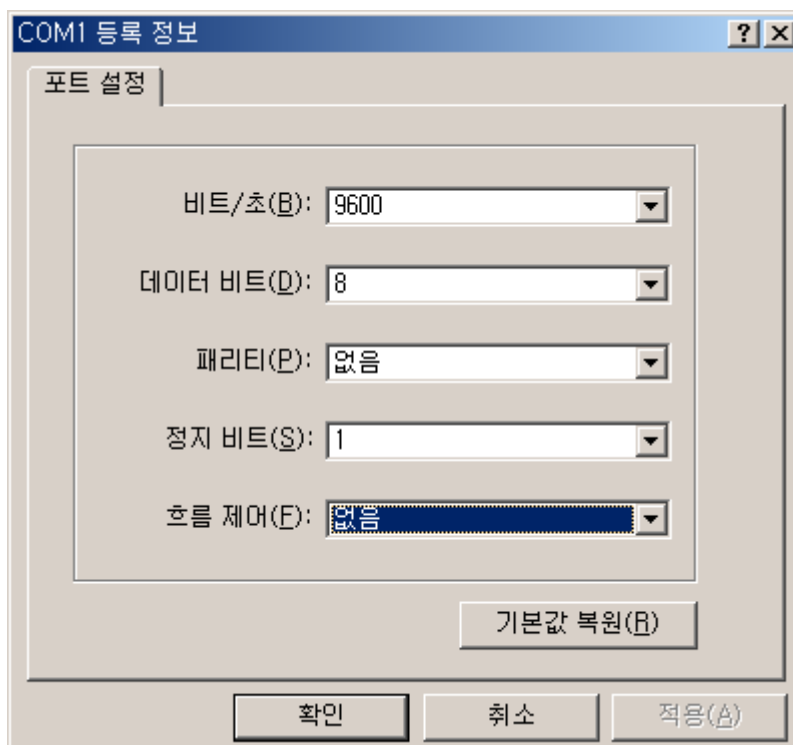 COM1 등록 정보
포트 설정
비트/초(B): 9600
데이터 비트(D): 8
패리티(P): 없음
정지 비트(S): 1
흐름 제어(F): 없음
기본값 복원(R)
확인 취소 적용(A)